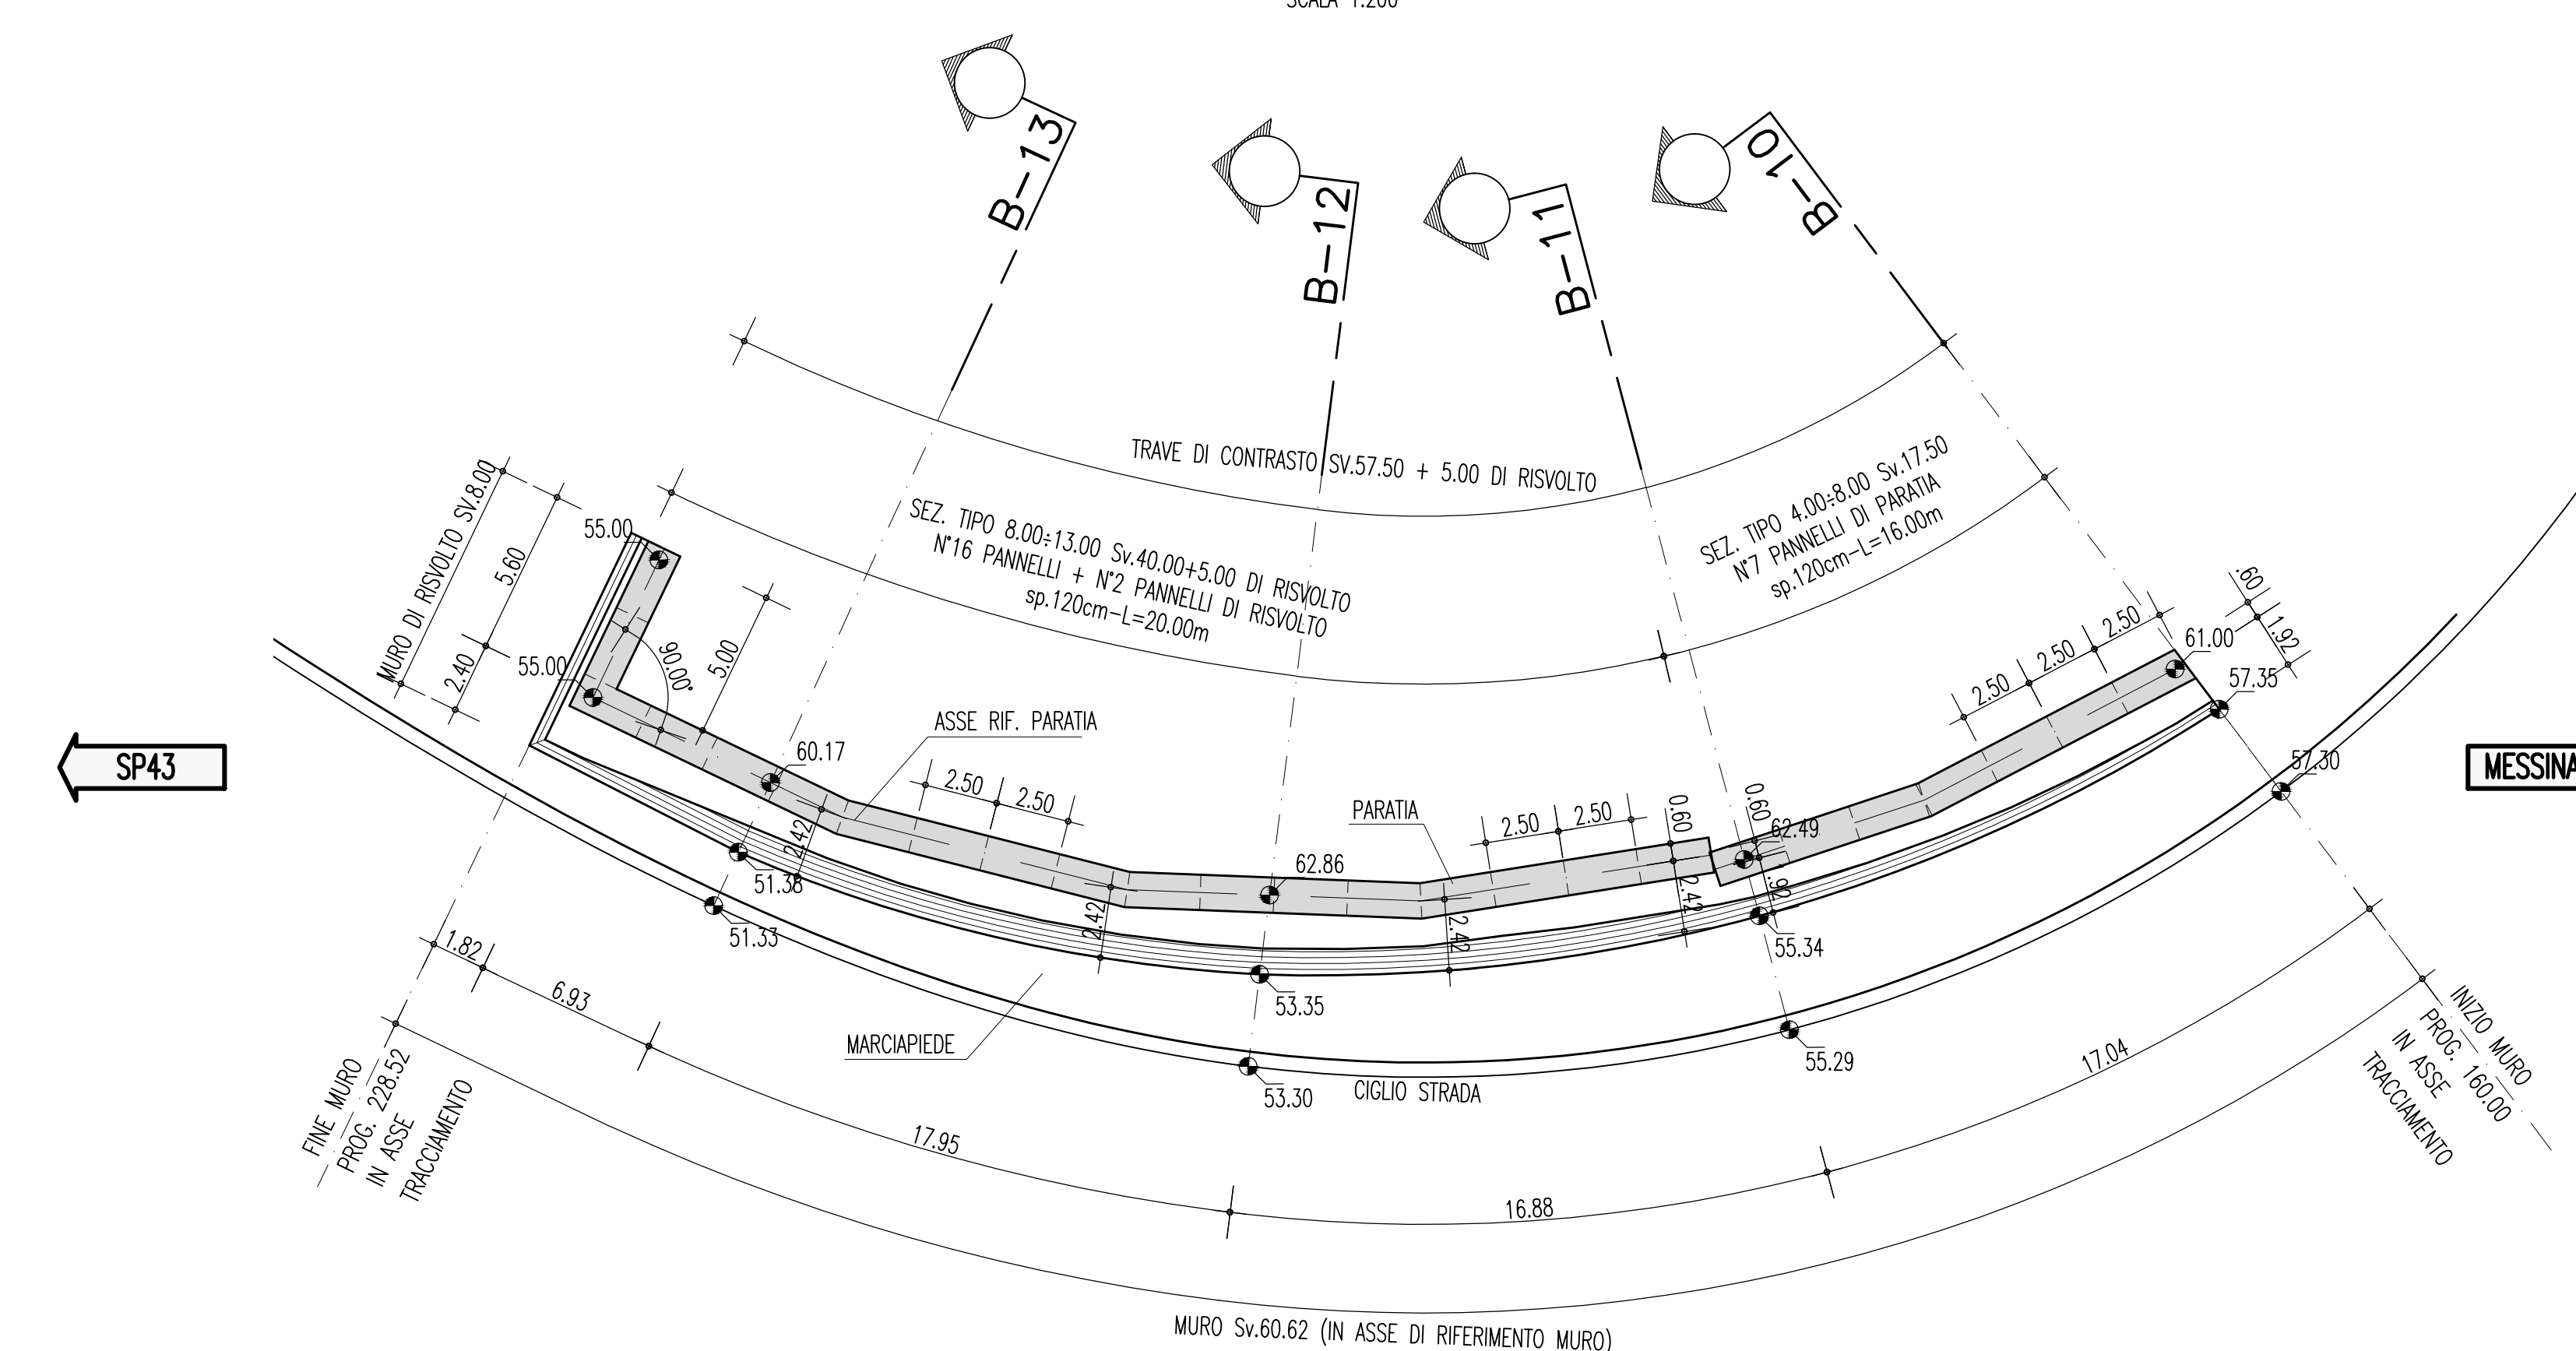 SCALA 1:200
B-13
B-12
B-11
B-10
TRAVE DI CONTRASTO SV.57.50 + 5.00 DI RISVOLTO
SEZ. TIPO 8.00÷13.00 Sv.40.00+5.00 DI RISVOLTO
N°16 PANNELLI + N°2 PANNELLI DI RISVOLTO
sp.120cm-L=20.00m
SEZ. TIPO 4.00÷8.00 Sv.17.50
N°7 PANNELLI DI PARATIA
sp.120cm-L=16.00m
MURO DI RISVOLTO SV.8.00
5.60
2.40
55.00
55.00
90.00°
5.00
60.17
ASSE RIF. PARATIA
2.50
2.50
2.42
2.42
51.38
51.33
62.86
PARATIA
2.50
2.50
0.60
0.60
62.49
2.42
2.42
.92
2.50
2.50
2.50
61.00
.60
1.92
57.35
57.30
SP43
MESSINA
55.34
55.29
53.35
53.30
MARCIAPIEDE
CIGLIO STRADA
1.82
6.93
17.95
16.88
17.04
FINE MURO
PROG. 228.52
IN ASSE
TRACCIAMENTO
INIZIO MURO
PROG. 160.00
IN ASSE
TRACCIAMENTO
MURO Sv.60.62 (IN ASSE DI RIFERIMENTO MURO)